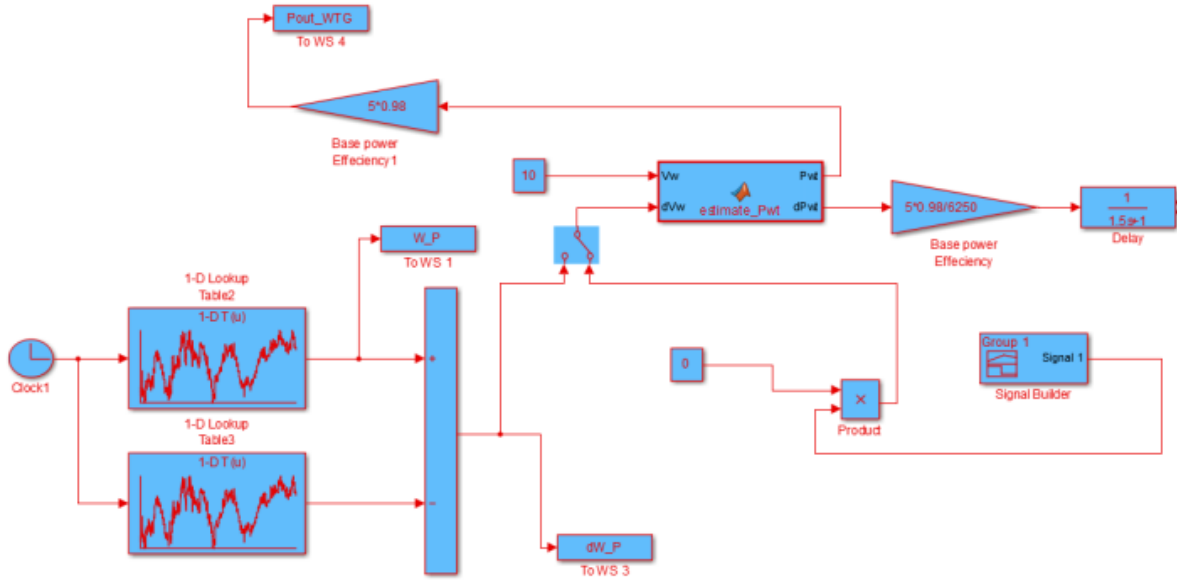 Pout_WTG
To WS 4
5*0.98
Base power
Effeciency1
10
Vw
Pwt
dVw
dPwt
estimate_Pwt
5*0.98/6250
Base power
Effeciency
1
1.5s+1
Delay
W_P
To WS 1
1-D Lookup
Table2
1-D T(u)
Clock1
+
0
Group 1
Signal 1
Signal Builder
×
Product
1-D Lookup
Table3
1-D T(u)
−
dW_P
To WS 3